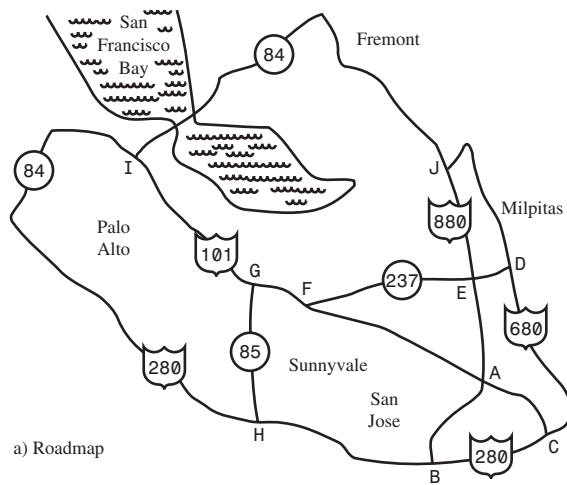 San
Francisco
Bay
84
Fremont
I
J
84
880
Milpitas
Palo
Alto
101
G
F
237
E
D
85
680
Sunnyvale
280
A
San
Jose
H
C
a) Roadmap
B
280